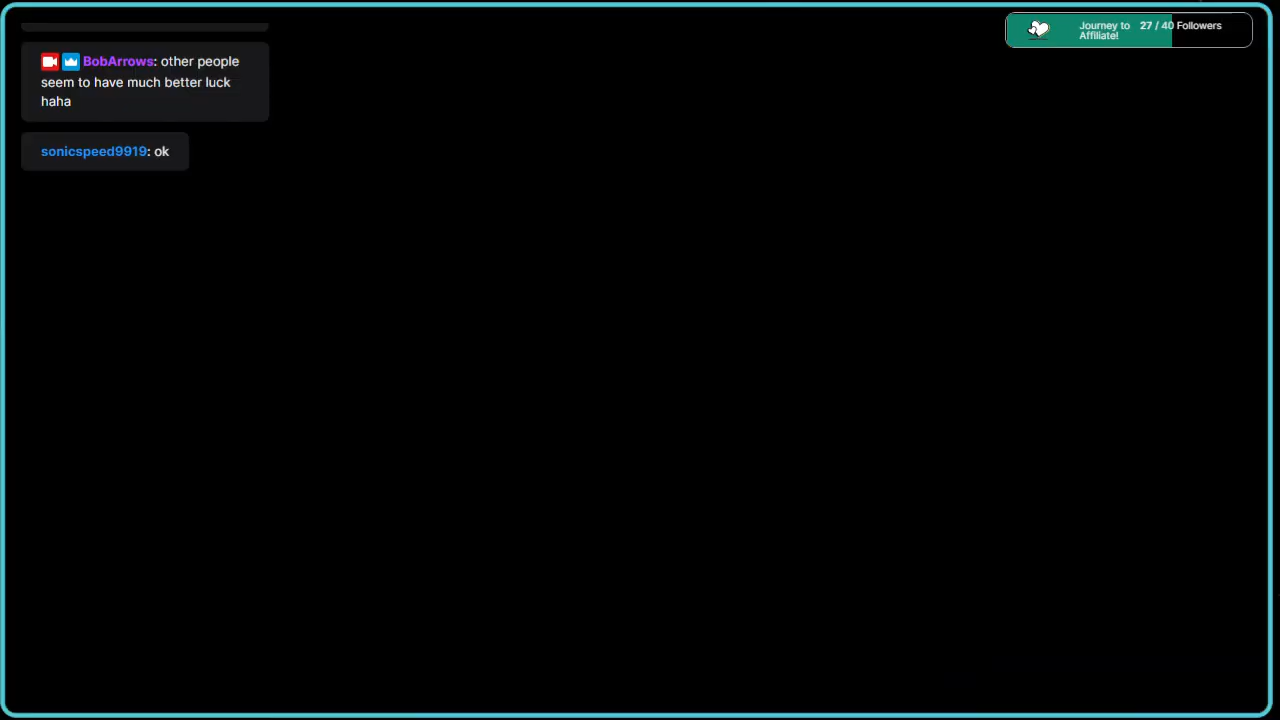 BobArrows: other people
seem to have much better luck
haha
sonicspeed9919: ok
Journey to
Affiliate!
27 / 40 Followers